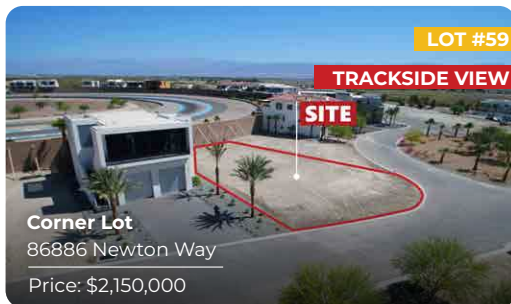 LOT #59
TRACKSIDE VIEW
SITE
Corner Lot
86886 Newton Way
Price: $2,150,000